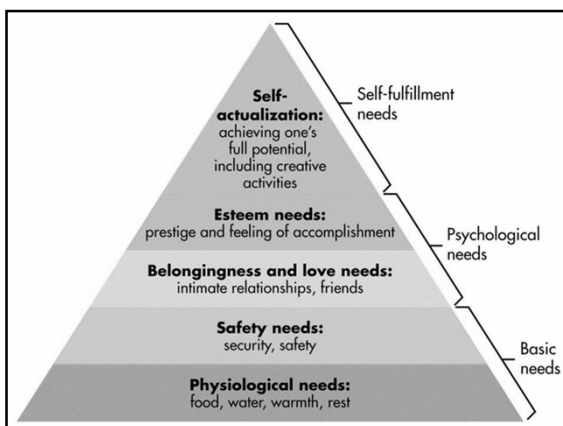 Self-
actualization:
achieving one's
full potential,
including creative
activities
Self-fulfillment
needs
Esteem needs:
prestige and feeling of accomplishment
Psychological
needs
Belongingness and love needs:
intimate relationships, friends
Safety needs:
security, safety
Basic
needs
Physiological needs:
food, water, warmth, rest